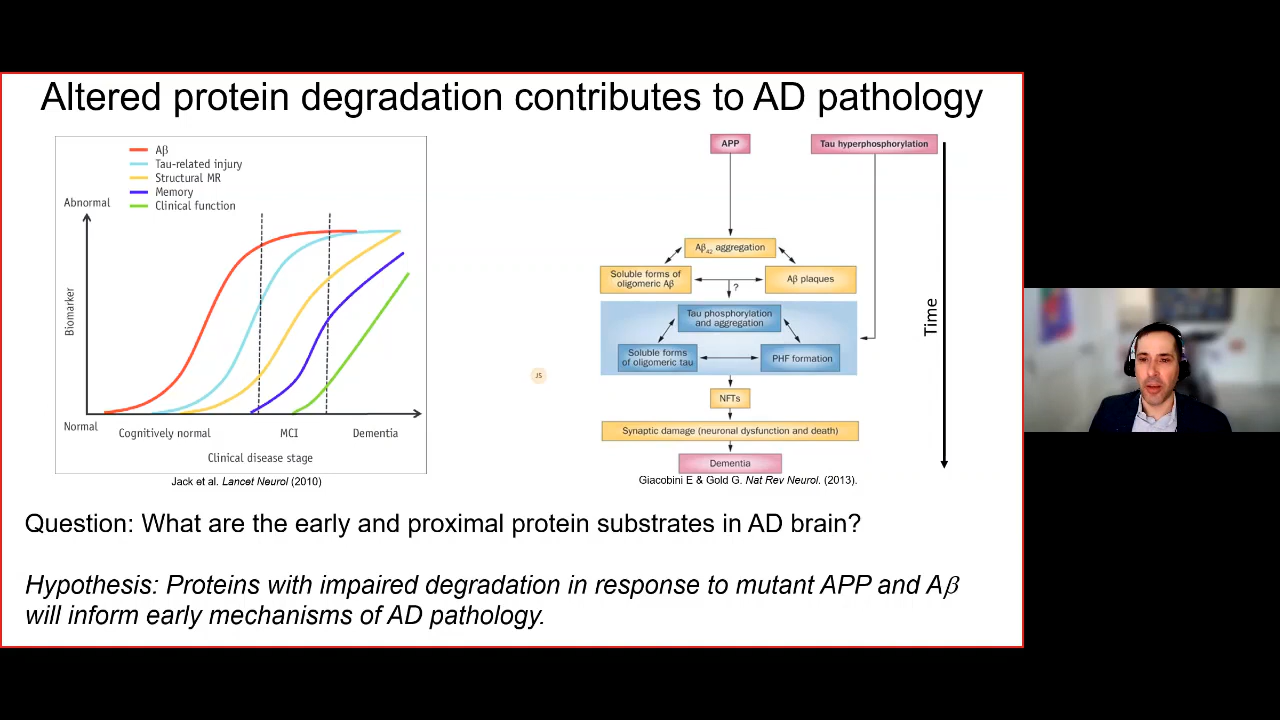 Altered protein degradation contributes to AD pathology
Aβ
Tau-related injury
Structural MR
Memory
Clinical function
Abnormal
Biomarker
Normal
Cognitively normal
MCI
Dementia
Clinical disease stage
Jack et al. Lancet Neurol (2010)
APP
Tau hyperphosphorylation
Aβ42 aggregation
Soluble forms of
oligomeric Aβ
Aβ plaques
?
Tau phosphorylation
and aggregation
Soluble forms
of oligomeric tau
PHF formation
NFTs
Synaptic damage (neuronal dysfunction and death)
Dementia
Time
Giacobini E & Gold G. Nat Rev Neurol. (2013).
JS
Question: What are the early and proximal protein substrates in AD brain?
Hypothesis: Proteins with impaired degradation in response to mutant APP and Aβ
will inform early mechanisms of AD pathology.